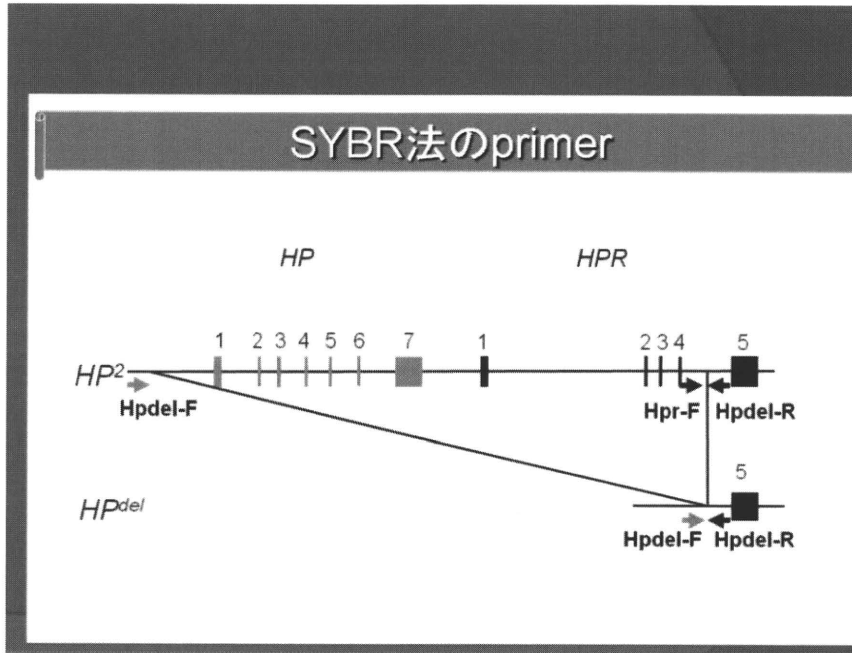 SYBR法のprimer
HP HPR
1 2 3 4 5 6 7 1 2 3 4 5
HP2
Hpdel-F Hpr-F Hpdel-R
5
HPdel
Hpdel-F Hpdel-R